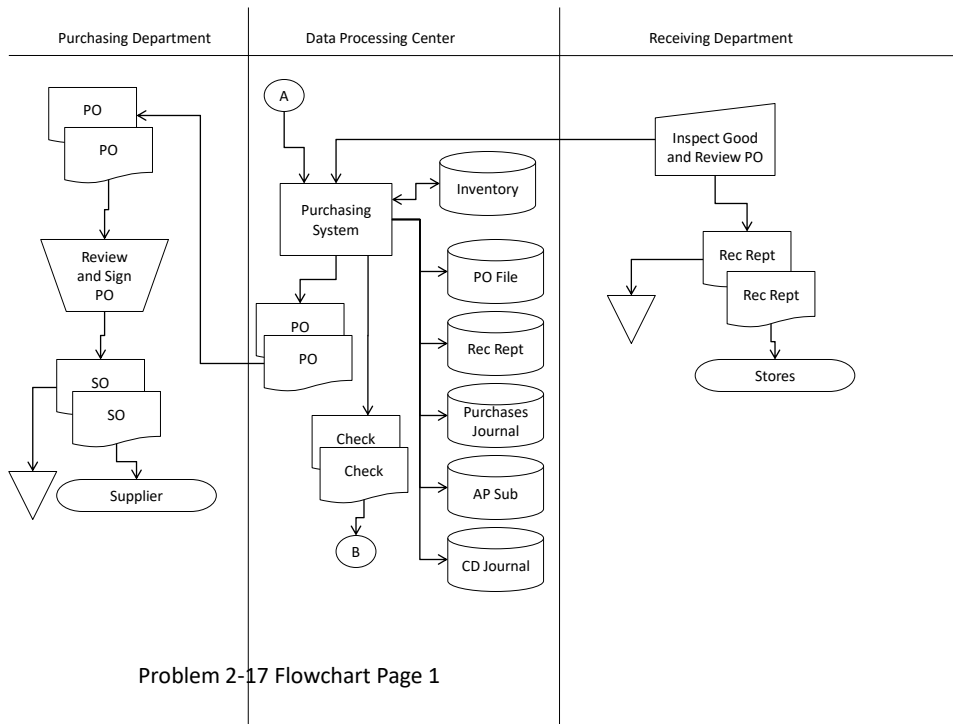 Purchasing Department
Data Processing Center
Receiving Department
PO
PO
Review
and Sign
PO
SO
SO
Supplier
A
Purchasing
System
PO
PO
Check
Check
B
Inventory
PO File
Rec Rept
Purchases
Journal
AP Sub
CD Journal
Inspect Good
and Review PO
Rec Rept
Rec Rept
Stores
Problem 2-17 Flowchart Page 1